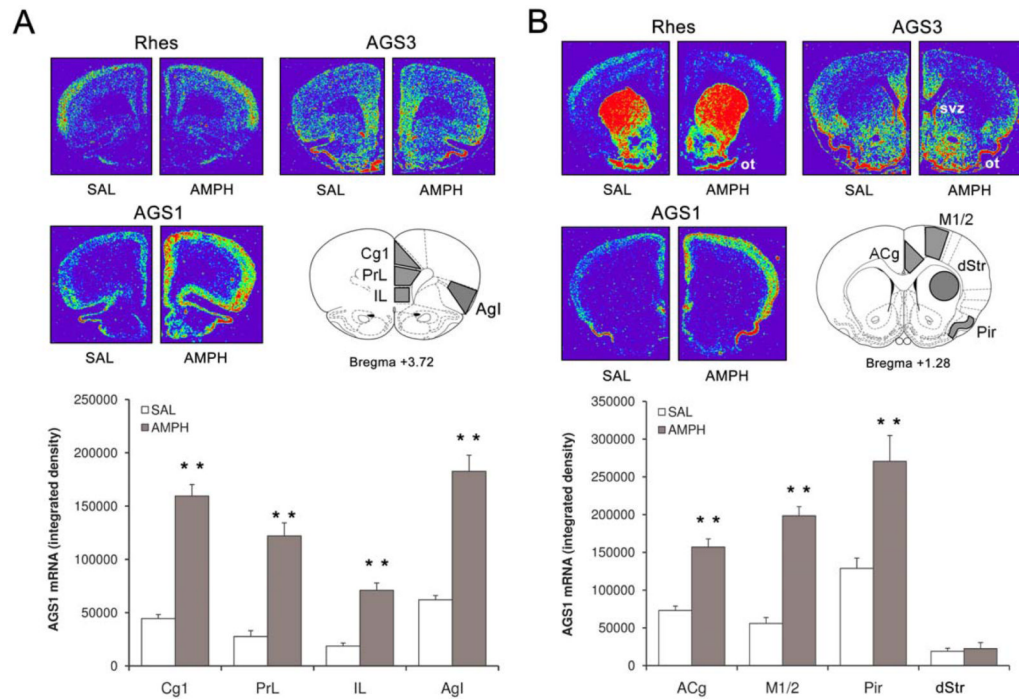 A
Rhes
AGS3
SAL
AMPH
SAL
AMPH
AGS1
SAL
AMPH
Cg1
PrL
IL
AgI
Bregma +3.72
AGS1 mRNA (integrated density)
250000
200000
150000
100000
50000
0
SAL
AMPH
* *
* *
* *
* *
Cg1
PrL
IL
AgI
B
Rhes
AGS3
ot
svz
ot
SAL
AMPH
SAL
AMPH
AGS1
SAL
AMPH
M1/2
ACg
dStr
Pir
Bregma +1.28
AGS1 mRNA (integrated density)
350000
300000
250000
200000
150000
100000
50000
0
SAL
AMPH
* *
* *
* *
ACg
M1/2
Pir
dStr